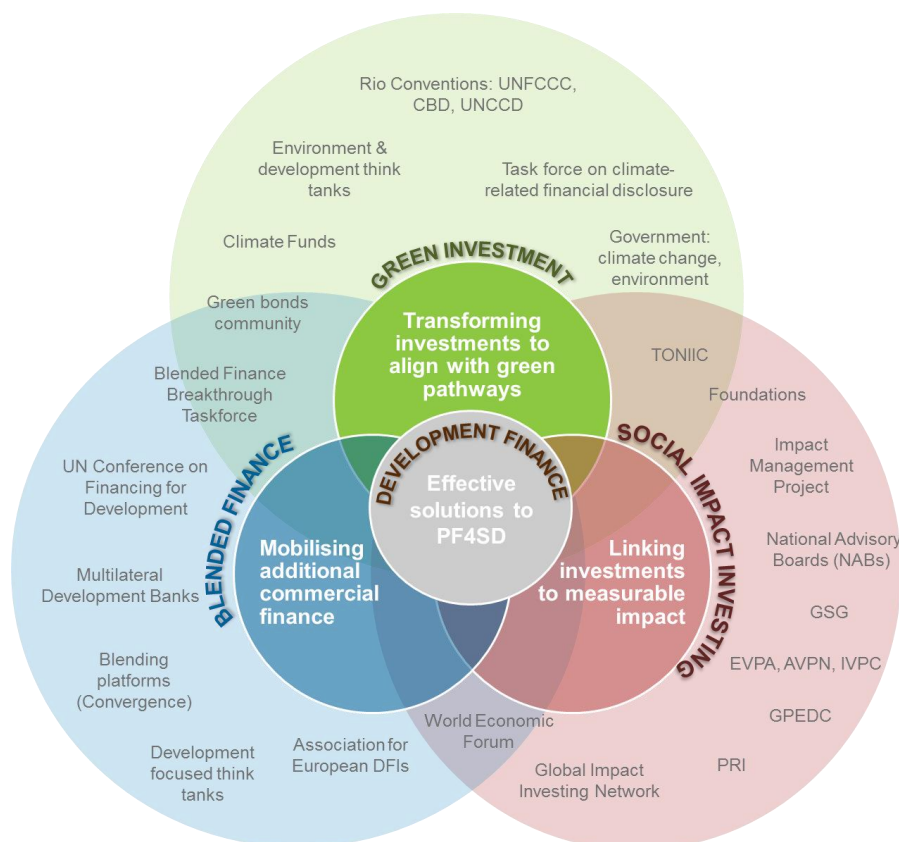 Rio Conventions: UNFCCC,
CBD, UNCCD
Environment &
development think
tanks
Task force on climate-
related financial disclosure
Climate Funds
Government:
climate change,
environment
GREEN INVESTMENT
Green bonds
community
Transforming
investments to
align with green
pathways
TONIIC
Blended Finance
Breakthrough
Taskforce
Foundations
BLENDED FINANCE
DEVELOPMENT FINANCE
SOCIAL IMPACT INVESTING
UN Conference on
Financing for
Development
Effective
solutions to
PF4SD
Impact
Management
Project
Mobilising
additional
commercial
finance
Linking
investments
to measurable
impact
National Advisory
Boards (NABs)
Multilateral
Development Banks
GSG
EVPA, AVPN, IVPC
Blending
platforms
(Convergence)
GPEDC
World Economic
Forum
Association for
European DFIs
Development
focused think
tanks
Global Impact
Investing Network
PRI